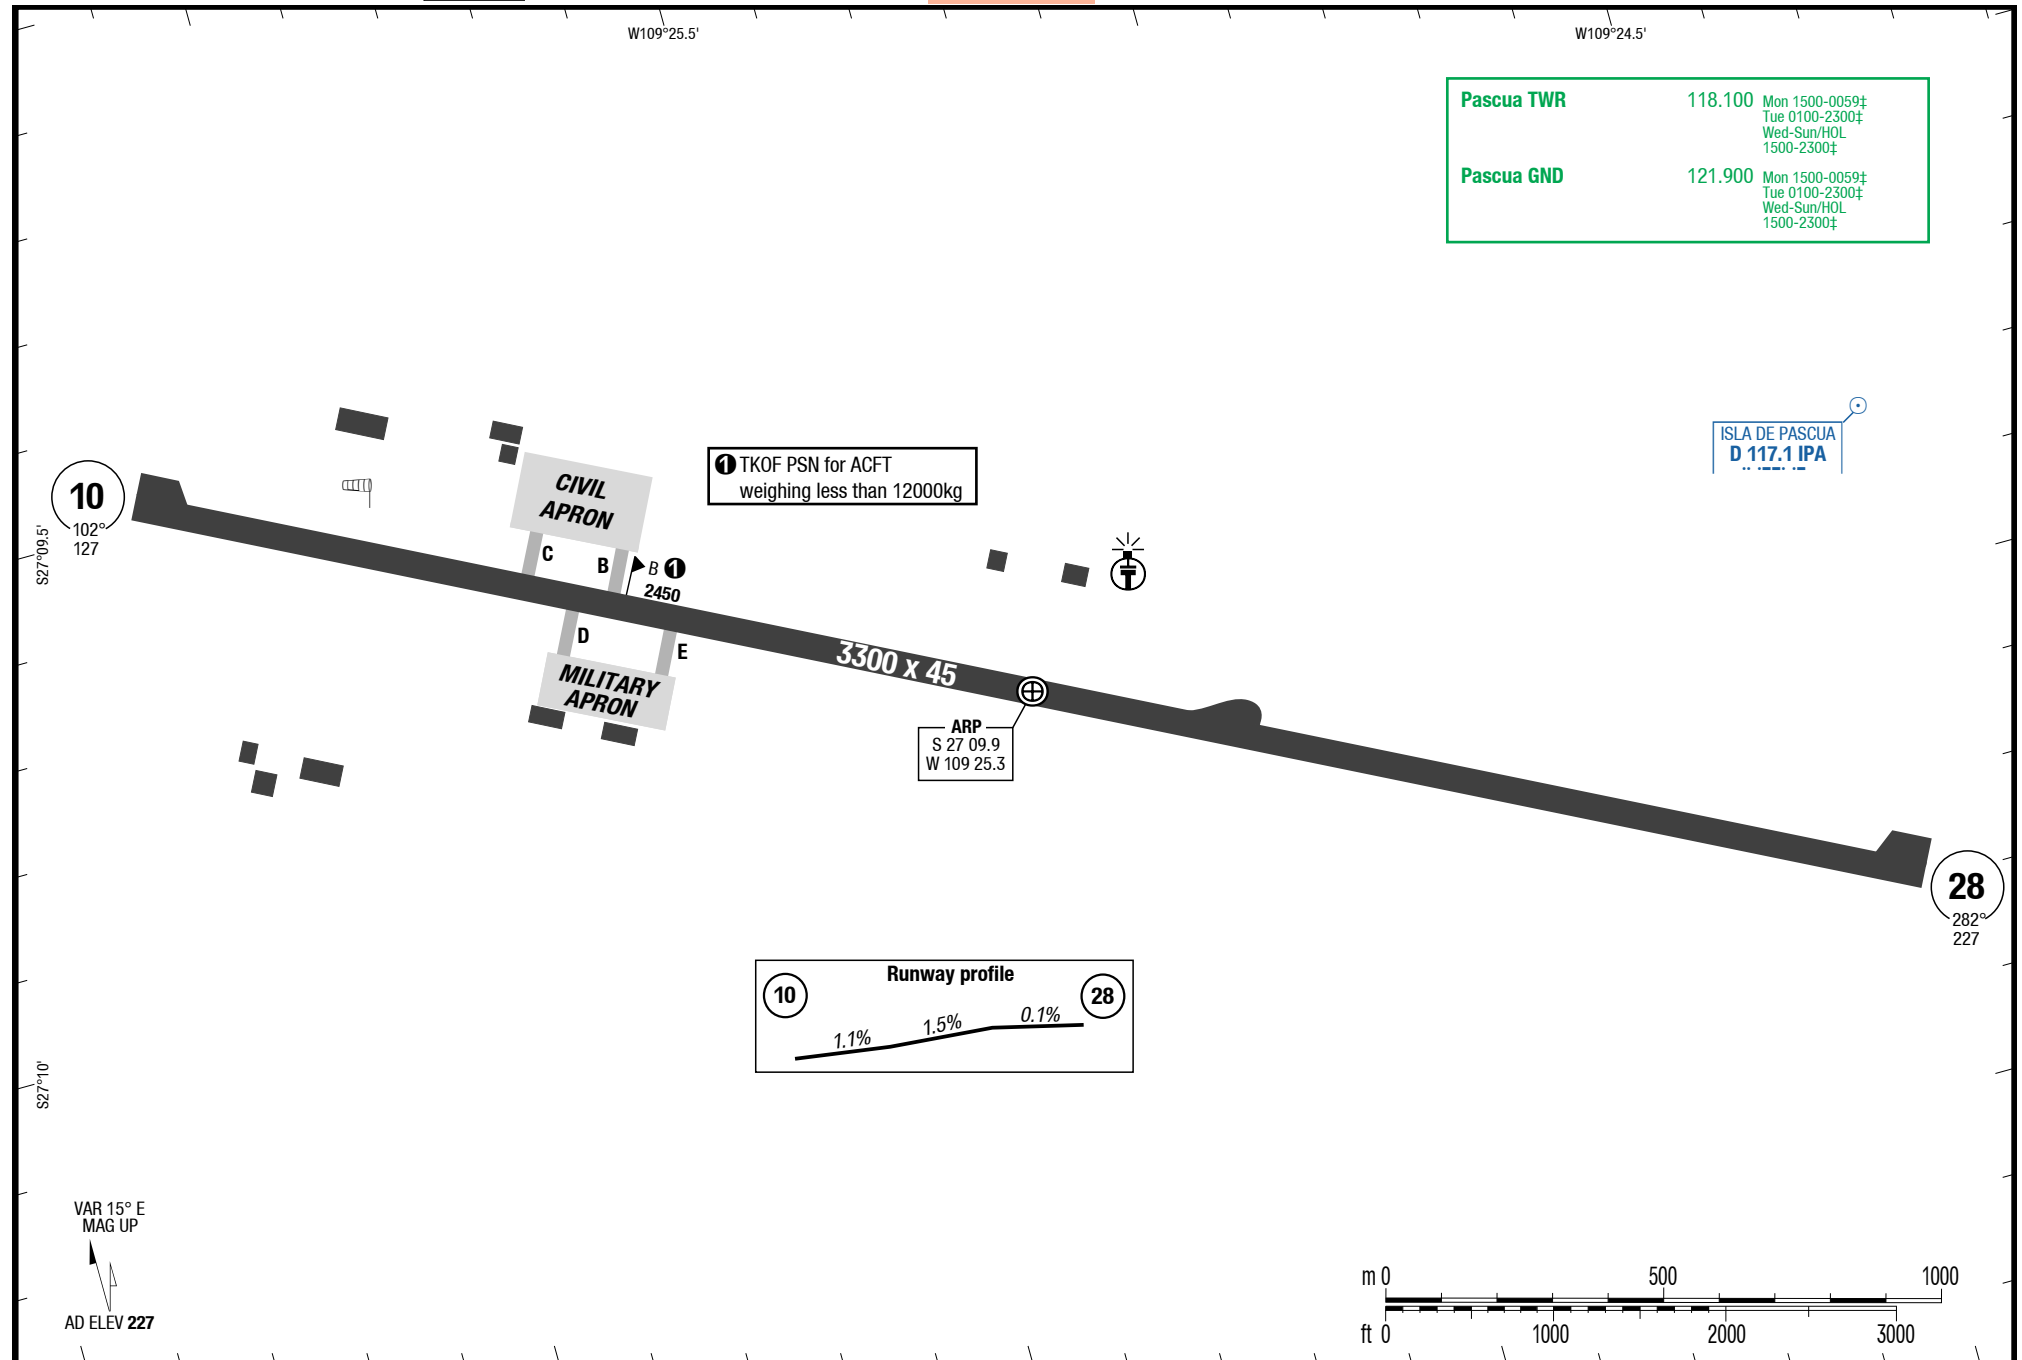 W109°25.5'
W109°24.5'
Pascua TWR 118.100 Mon 1500-0059‡
Tue 0100-2300‡
Wed-Sun/HOL
1500-2300‡
Pascua GND 121.900 Mon 1500-0059‡
Tue 0100-2300‡
Wed-Sun/HOL
1500-2300‡
ISLA DE PASCUA
D 117.1 IPA
1 TKOF PSN for ACFT
weighing less than 12000kg
10
102°
127
S27°09.5'
CIVIL
APRON
C
B
B 1
2450
D
E
MILITARY
APRON
3300 x 45
ARP
S 27 09.9
W 109 25.3
28
282°
227
Runway profile
10
28
1.1%
1.5%
0.1%
S27°10'
VAR 15° E
MAG UP
AD ELEV 227
m 0 500 1000
ft 0 1000 2000 3000